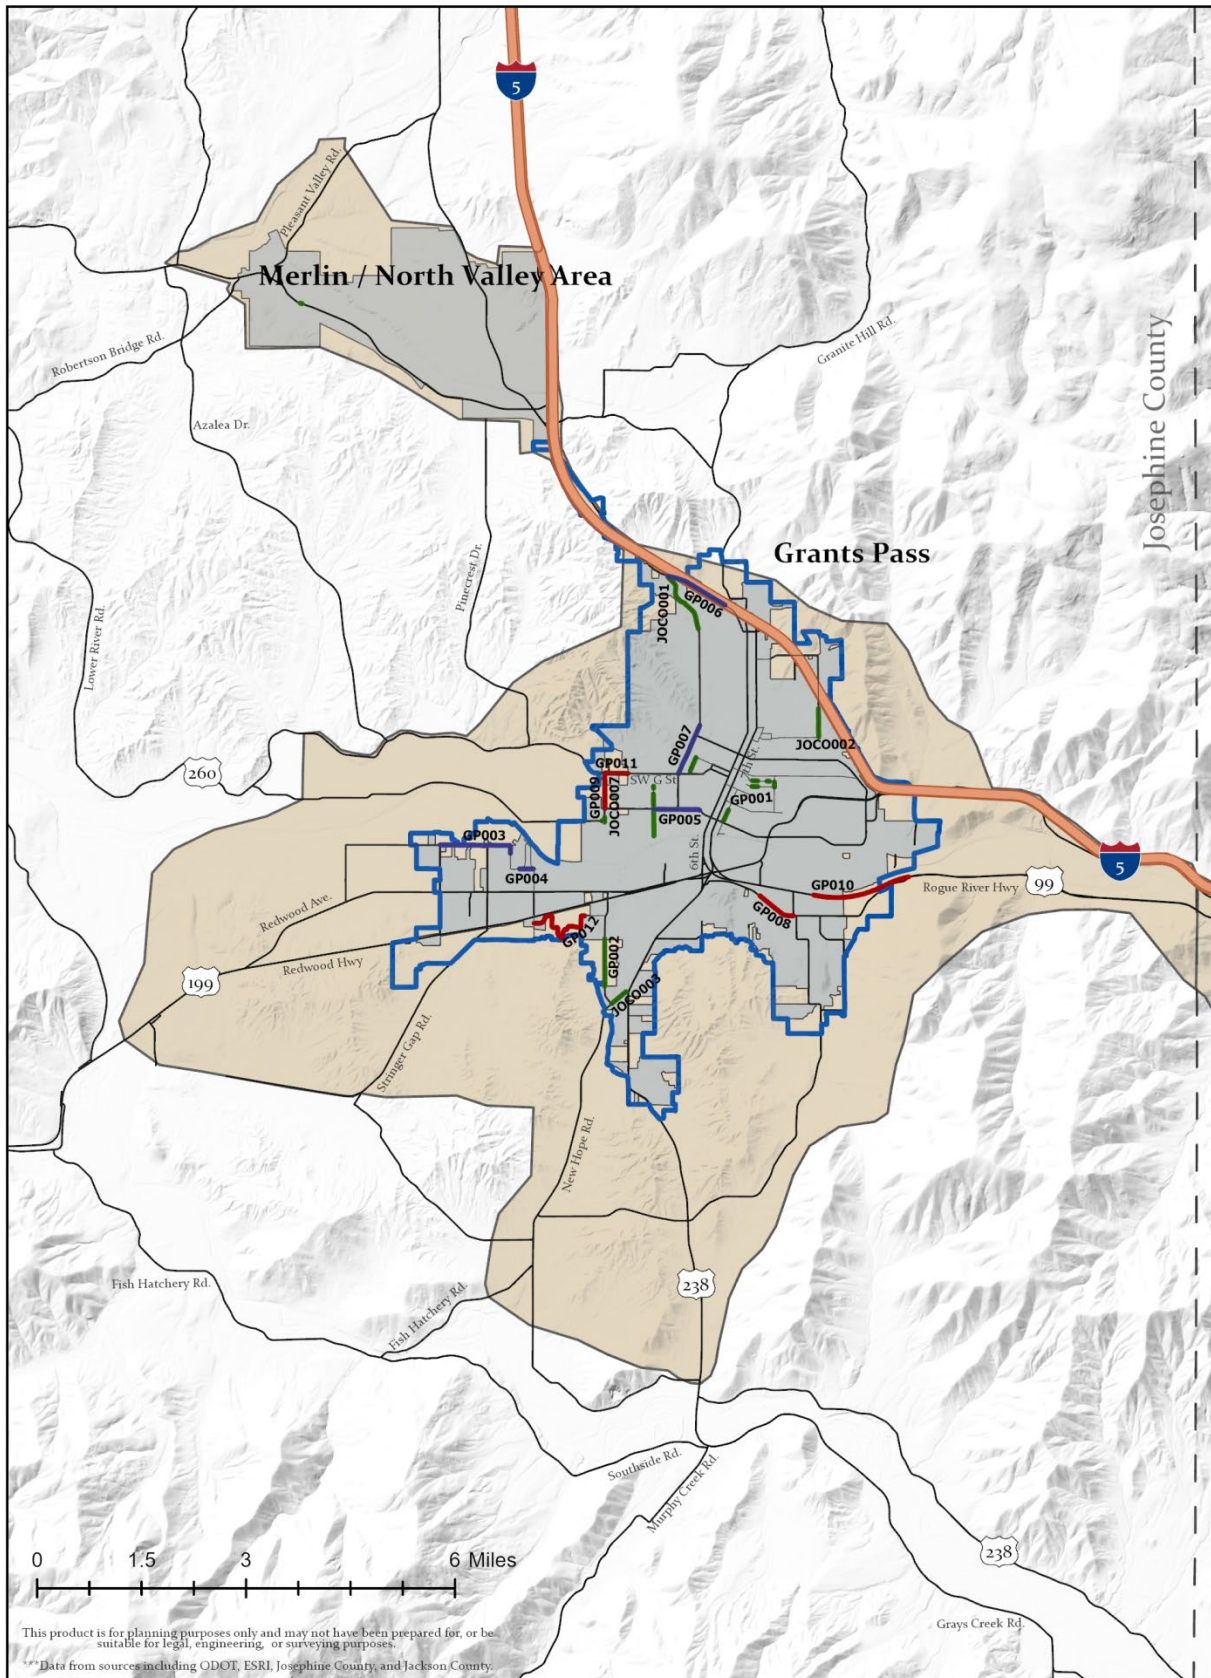 5
Pleasant Valley Rd.
Merlin / North Valley Area
Granite Hill Rd.
Robertson Bridge Rd.
Josephine County
Azalea Dr.
Grants Pass
Pinecrest Dr.
JOCO001
GP006
Lower River Rd.
GP007
JOCO002
7th St.
260
GP011
SW G St
GP009
JOCO007
GP001
GP005
GP003
6th St.
5
GP004
GP010
Rogue River Hwy
99
Redwood Ave.
GP008
GP012
GP002
Redwood Hwy
199
JOCO003
Stringer Gap Rd.
New Hope Rd.
Fish Hatchery Rd.
238
Fish Hatchery Rd.
Southside Rd.
Murphy Creek Rd.
238
0 1.5 3 6 Miles
Grays Creek Rd.
This product is for planning purposes only and may not have been prepared for, or be
suitable for legal, engineering, or surveying purposes.
***Data from sources including ODOT, ESRI, Josephine County, and Jackson County.